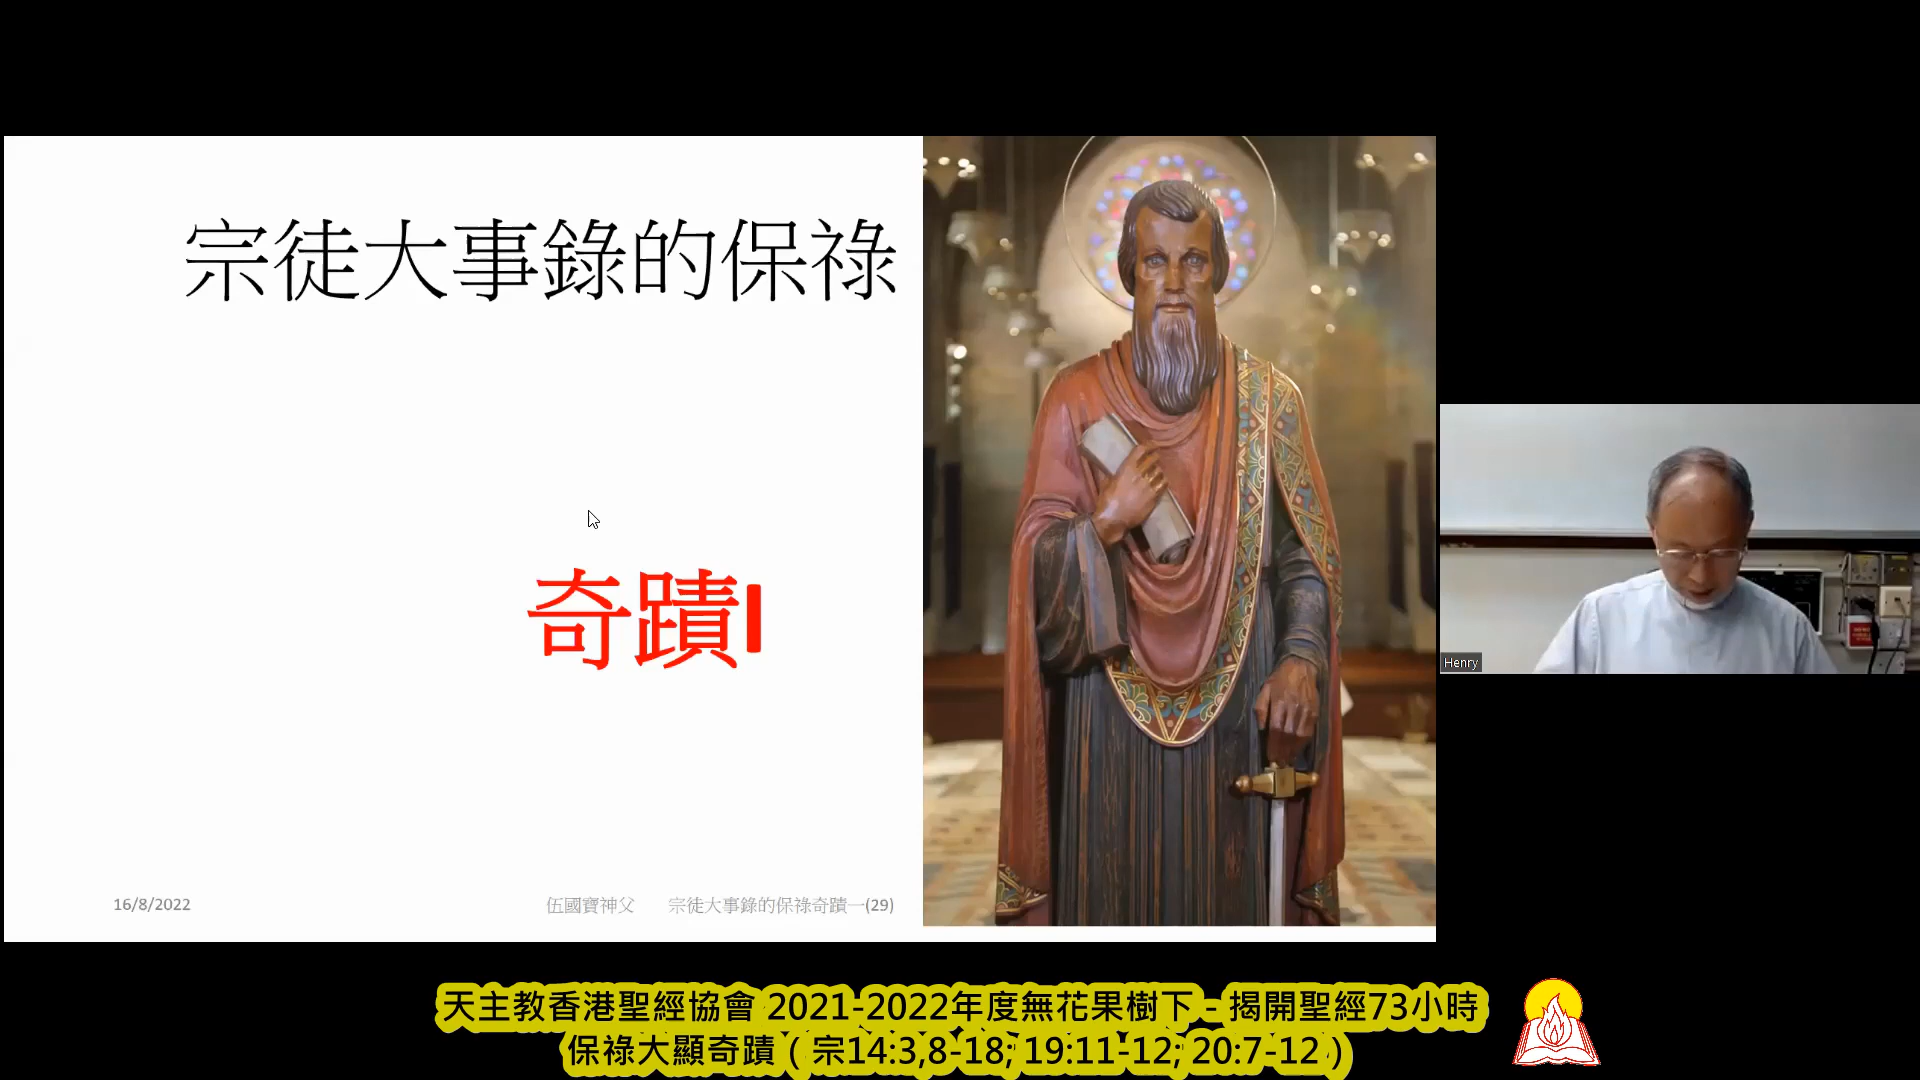 宗徒大事錄的保祿
奇蹟I
16/8/2022
伍國寶神父 宗徒大事錄的保祿奇蹟一(29)
Henry
天主教香港聖經協會 2021-2022年度無花果樹下 - 揭開聖經73小時
保祿大顯奇蹟（宗14:3,8-18; 19:11-12; 20:7-12）